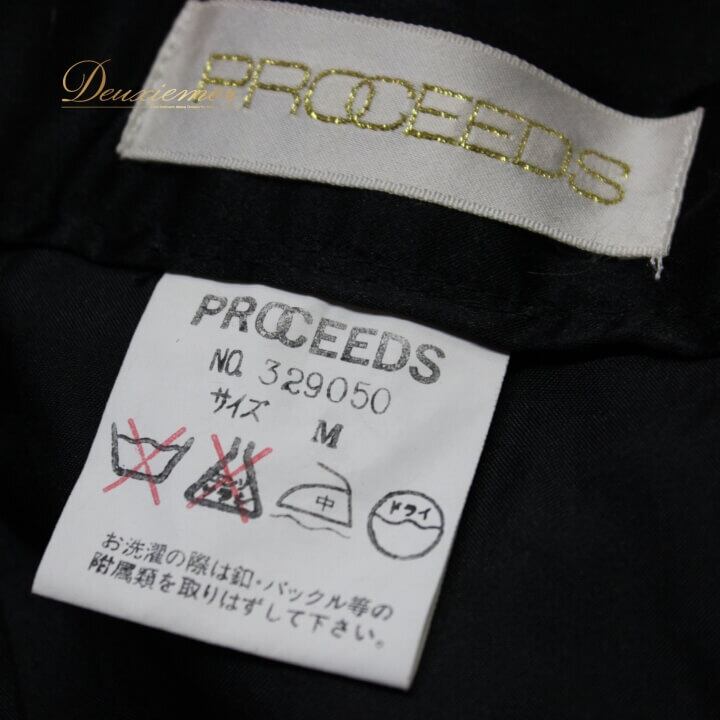 Deuxiemer
PROCEEDS
PROCEEDS
NO. 329050
サイズ M
中
ドライ
お洗濯の際は釦・バックル等の
附属類を取りはずして下さい。